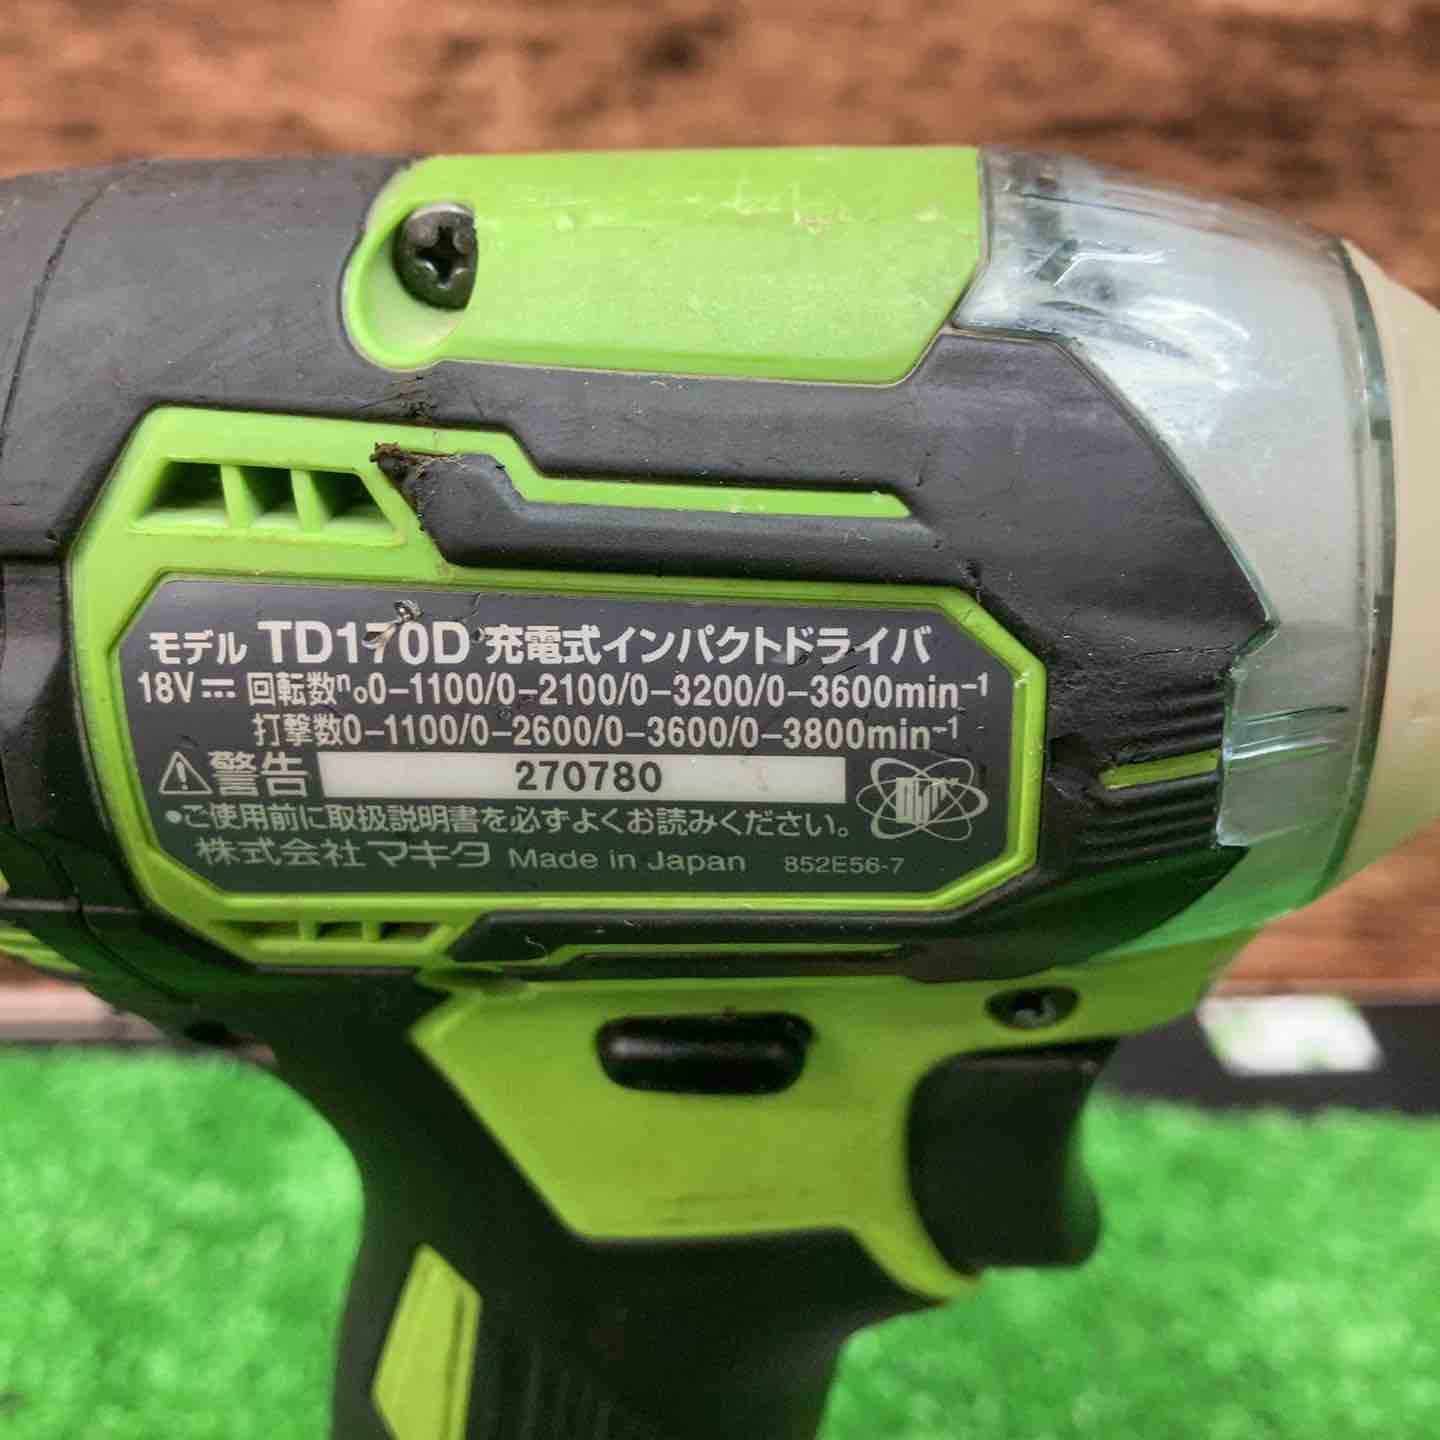 モデル TD170D 充電式インパクトドライバ
18V⎓ 回転数n₀0-1100/0-2100/0-3200/0-3600min⁻¹
打撃数0-1100/0-2600/0-3600/0-3800min⁻¹
⚠警告 270780
•ご使用前に取扱説明書を必ずよくお読みください。
株式会社マキタ Made in Japan 852E56-7